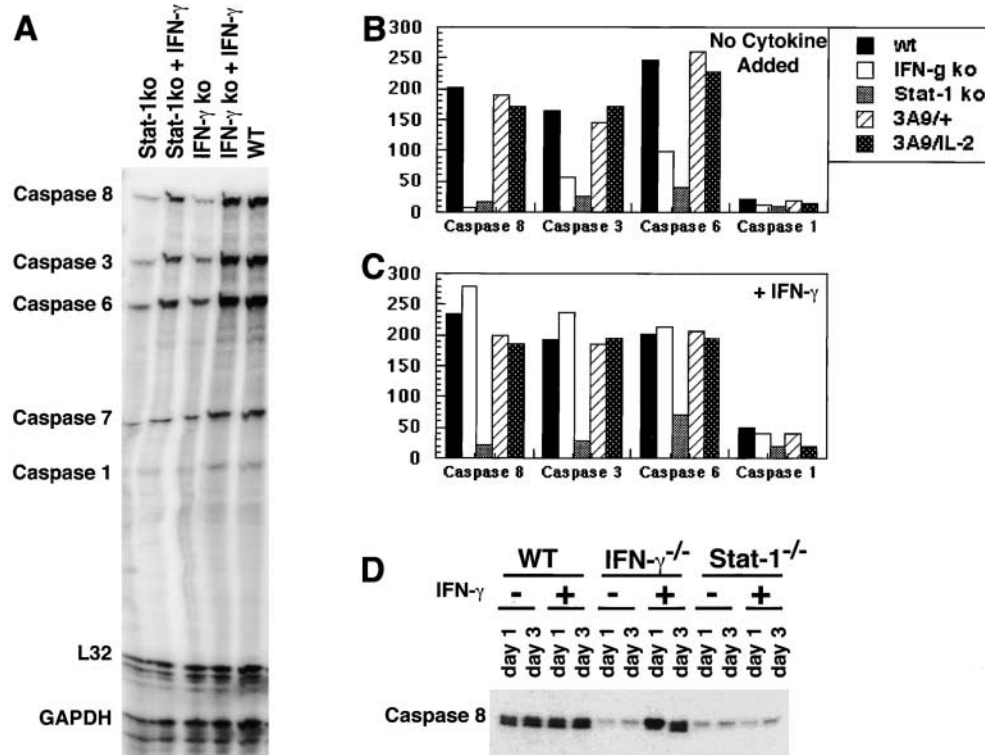 A
Stat-1ko
Stat-1ko + IFN-γ
IFN-γ ko
IFN-γ ko + IFN-γ
WT
Caspase 8
Caspase 3
Caspase 6
Caspase 7
Caspase 1
L32
GAPDH
B
No Cytokine
Added
300
250
200
150
100
50
0
Caspase 8 Caspase 3 Caspase 6 Caspase 1
wt
IFN-g ko
Stat-1 ko
3A9/+
3A9/IL-2
C
+ IFN-γ
300
250
200
150
100
50
0
Caspase 8 Caspase 3 Caspase 6 Caspase 1
D
WT IFN-γ-/- Stat-1-/-
IFN-γ - + - + - +
day 1 day 3 day 1 day 3 day 1 day 3 day 1 day 3 day 1 day 3 day 1 day 3
Caspase 8